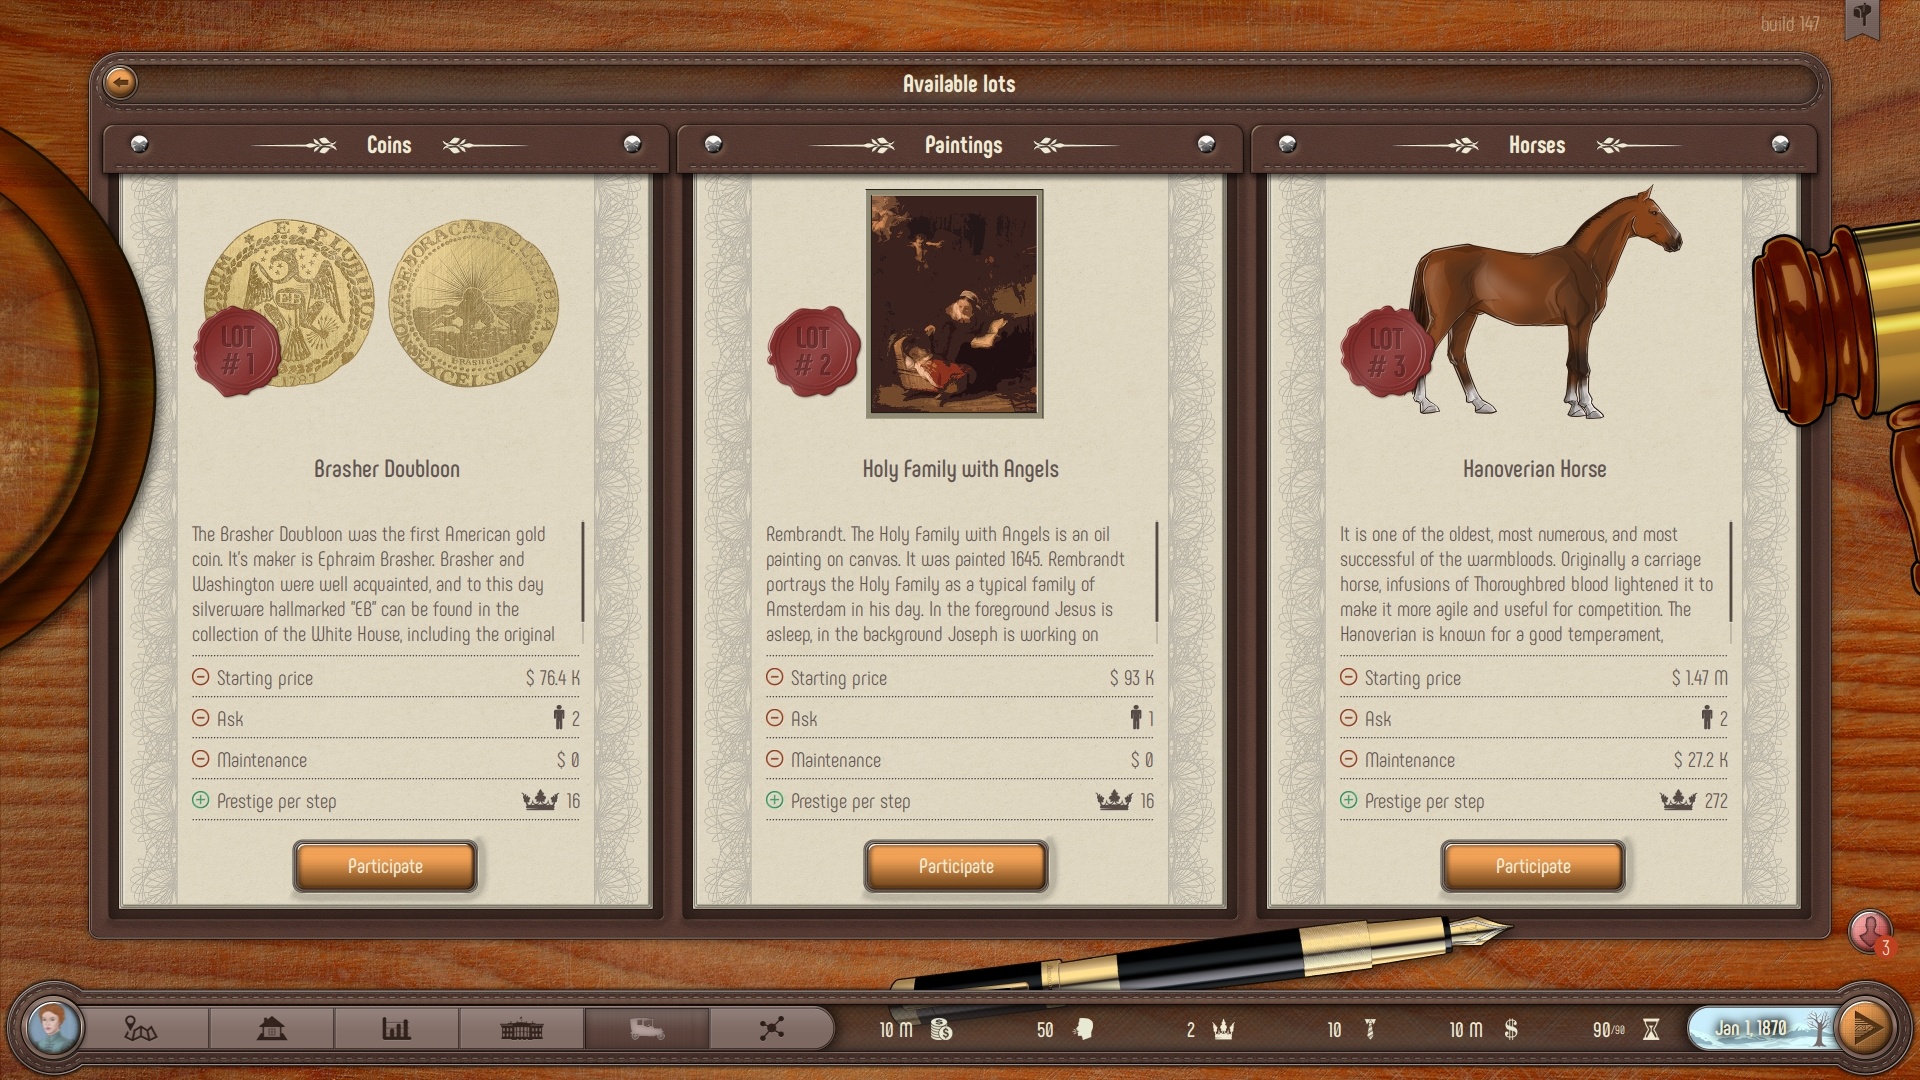 build 147
Available lots
Coins
LOT
# 1
E PLURIBUS
EB
1787
NOVA EBORACA COLUMBIA
BRASHER
EXCELSIOR
Brasher Doubloon
The Brasher Doubloon was the first American gold
coin. It's maker is Ephraim Brasher. Brasher and
Washington were well acquainted, and to this day
silverware hallmarked "EB" can be found in the
collection of the White House, including the original
Starting price $ 76.4 K
Ask 2
Maintenance $ 0
Prestige per step 16
Participate
Paintings
LOT
# 2
Holy Family with Angels
Rembrandt. The Holy Family with Angels is an oil
painting on canvas. It was painted 1645. Rembrandt
portrays the Holy Family as a typical family of
Amsterdam in his day. In the foreground Jesus is
asleep, in the background Joseph is working on
Starting price $ 93 K
Ask 1
Maintenance $ 0
Prestige per step 16
Participate
Horses
LOT
# 3
Hanoverian Horse
It is one of the oldest, most numerous, and most
successful of the warmbloods. Originally a carriage
horse, infusions of Thoroughbred blood lightened it to
make it more agile and useful for competition. The
Hanoverian is known for a good temperament,
Starting price $ 1.47 M
Ask 2
Maintenance $ 27.2 K
Prestige per step 272
Participate
3
10 M 50 2 10 10 M $ 90/90 Jan 1, 1870